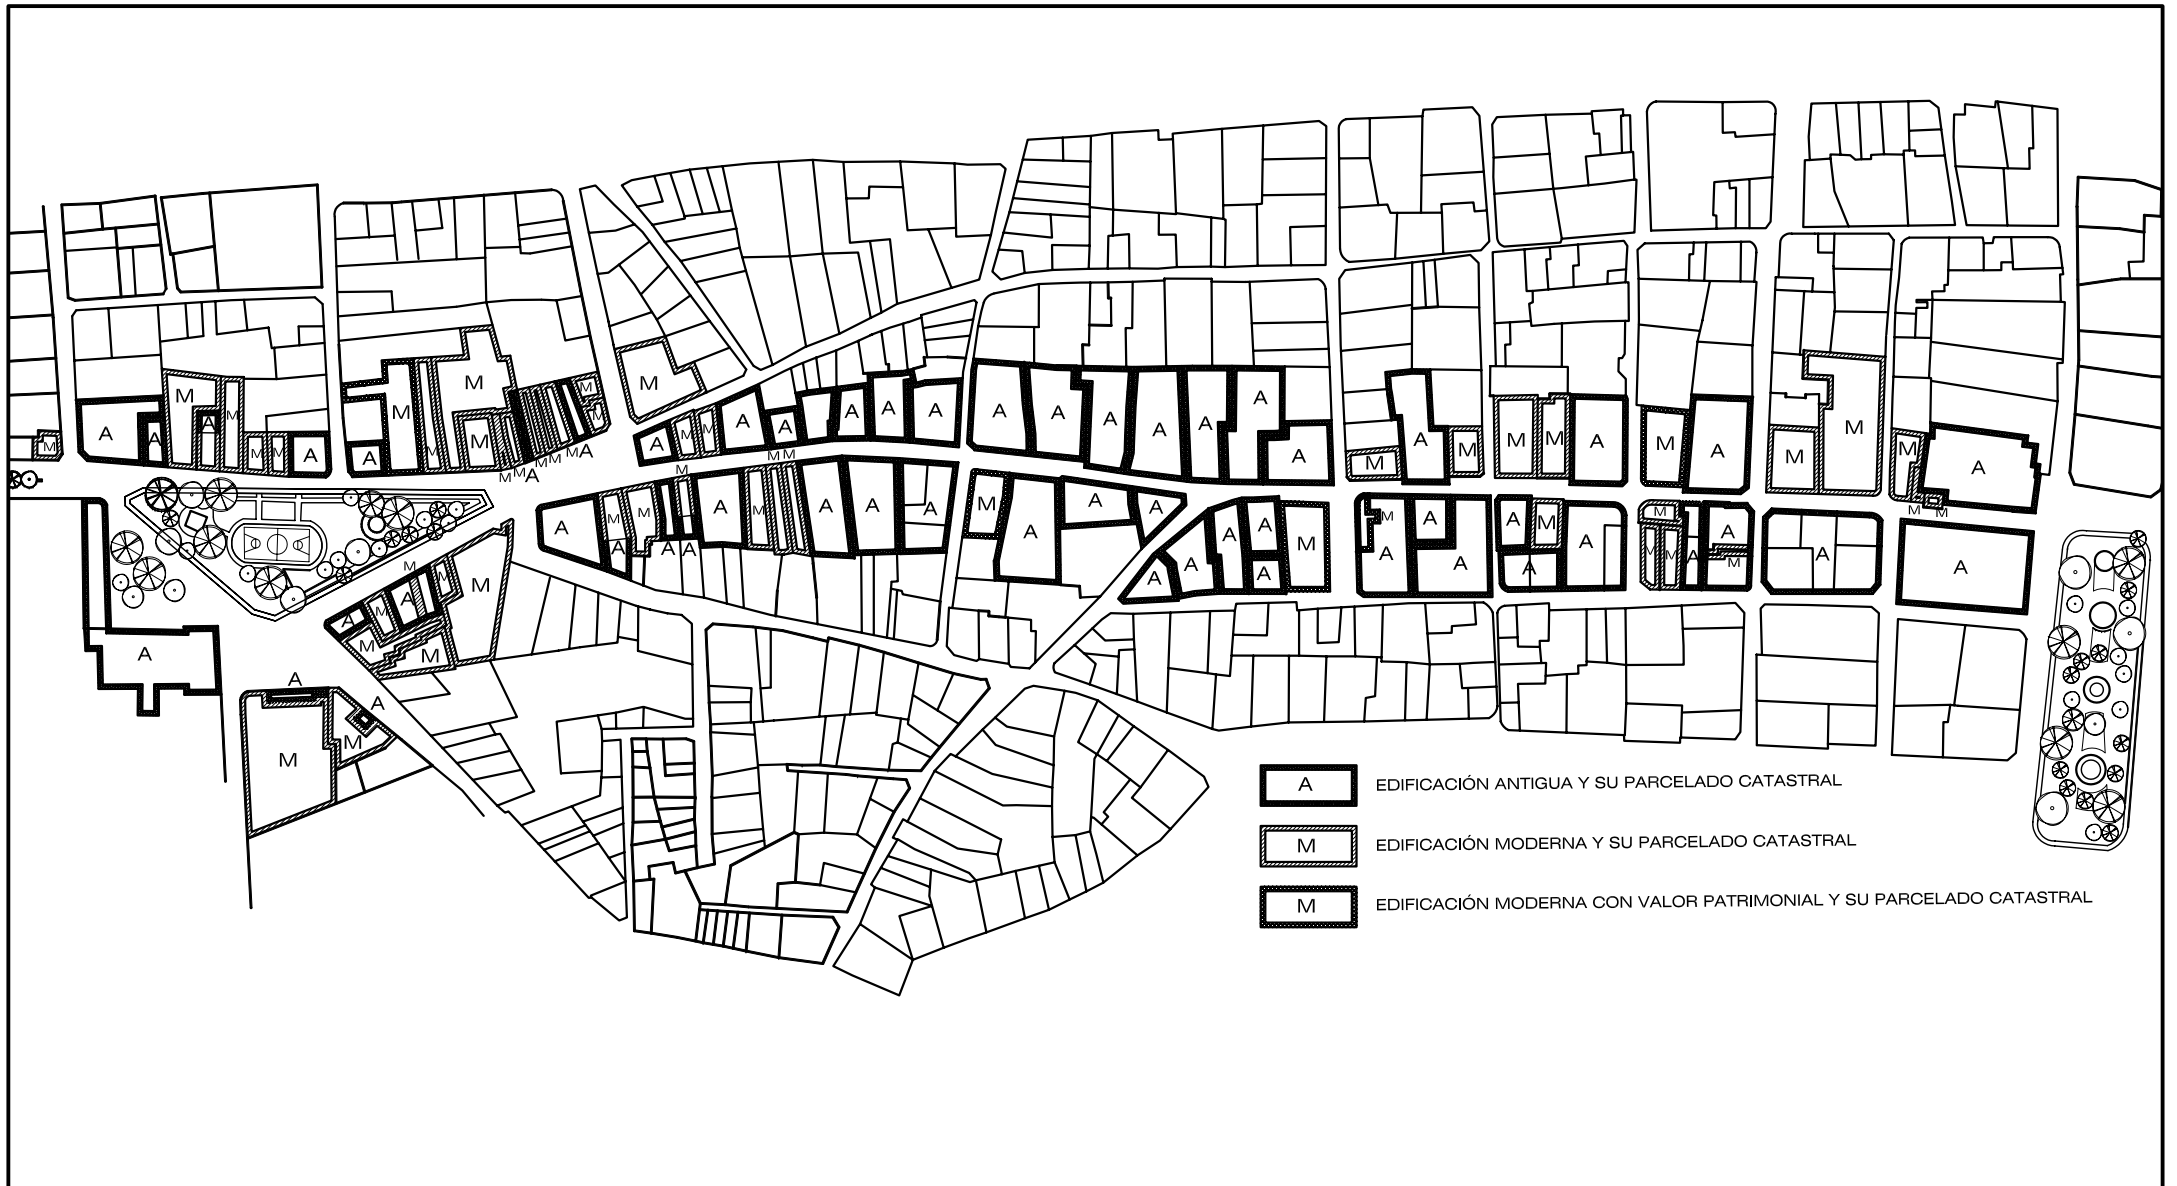 A EDIFICACIÓN ANTIGUA Y SU PARCELADO CATASTRAL
M EDIFICACIÓN MODERNA Y SU PARCELADO CATASTRAL
M EDIFICACIÓN MODERNA CON VALOR PATRIMONIAL Y SU PARCELADO CATASTRAL